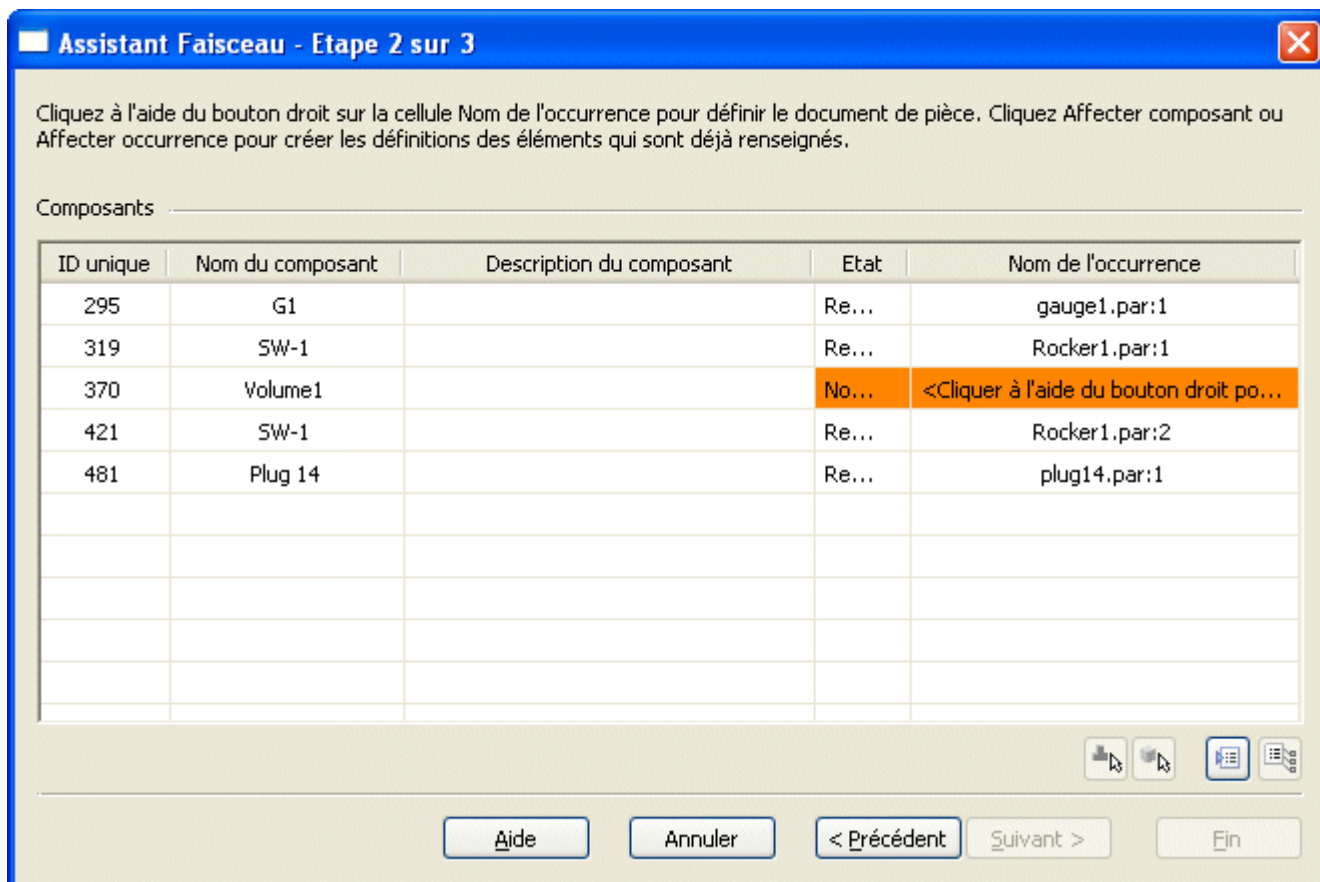 Assistant Faisceau - Etape 2 sur 3
Cliquez à l'aide du bouton droit sur la cellule Nom de l'occurrence pour définir le document de pièce. Cliquez Affecter composant ou
Affecter occurrence pour créer les définitions des éléments qui sont déjà renseignés.
Composants
ID unique Nom du composant Description du composant Etat Nom de l'occurrence
295 G1 Re... gauge1.par:1
319 SW-1 Re... Rocker1.par:1
370 Volume1 No... <Cliquer à l'aide du bouton droit po...
421 SW-1 Re... Rocker1.par:2
481 Plug 14 Re... plug14.par:1
Aide Annuler < Précédent Suivant > Fin